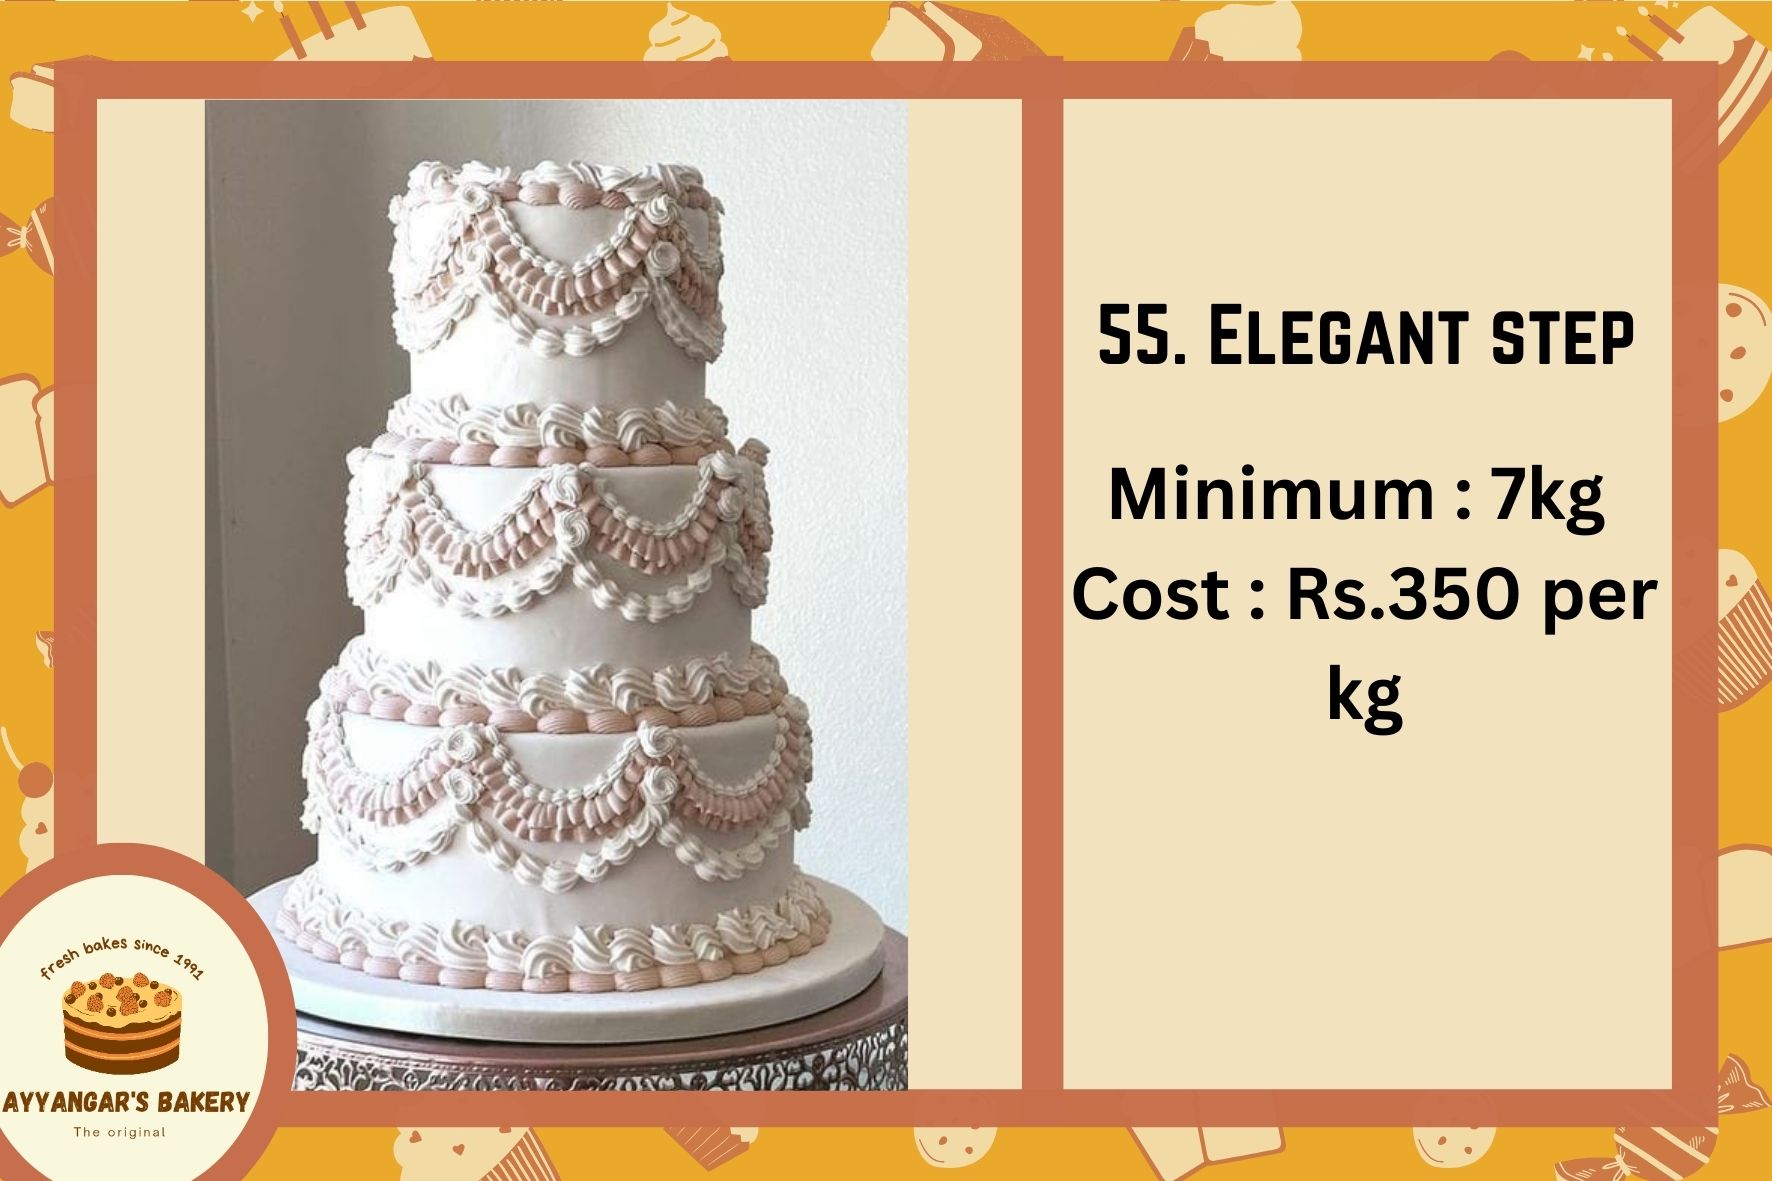 55. ELEGANT STEP
Minimum : 7kg
Cost : Rs.350 per
kg
fresh bakes since 1991
AYYANGAR'S BAKERY
The original